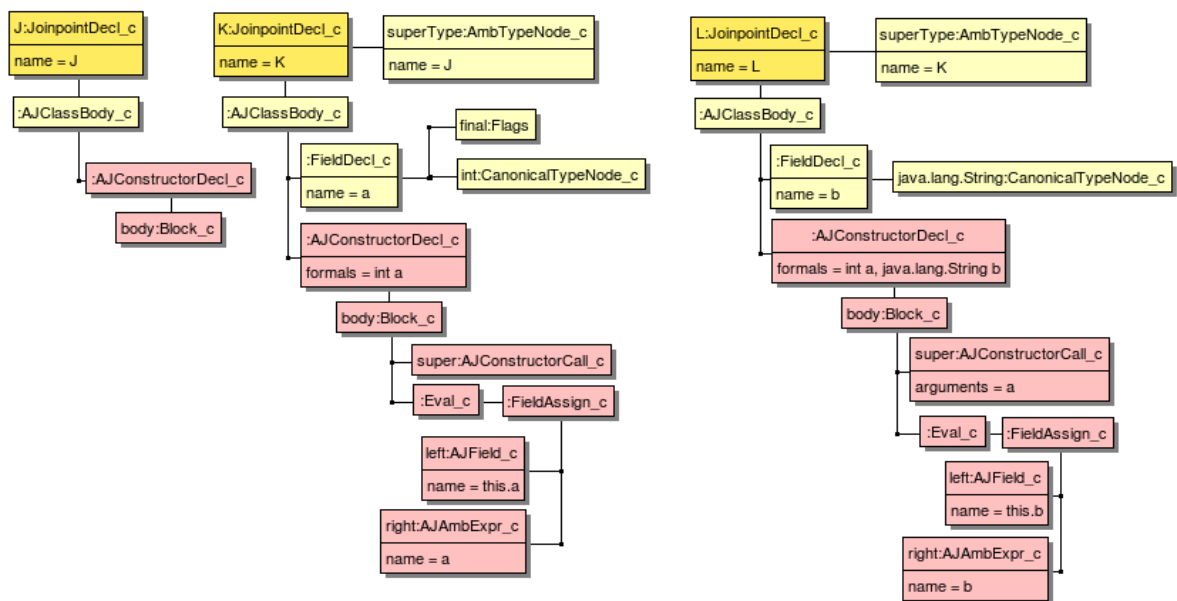 J:JoinpointDecl_c
name = J
:AJClassBody_c
:AJConstructorDecl_c
body:Block_c
K:JoinpointDecl_c
name = K
superType:AmbTypeNode_c
name = J
:AJClassBody_c
final:Flags
:FieldDecl_c
name = a
int:CanonicalTypeNode_c
:AJConstructorDecl_c
formals = int a
body:Block_c
super:AJConstructorCall_c
:Eval_c
:FieldAssign_c
left:AJField_c
name = this.a
right:AJAmbExpr_c
name = a
L:JoinpointDecl_c
name = L
superType:AmbTypeNode_c
name = K
:AJClassBody_c
:FieldDecl_c
name = b
java.lang.String:CanonicalTypeNode_c
:AJConstructorDecl_c
formals = int a, java.lang.String b
body:Block_c
super:AJConstructorCall_c
arguments = a
:Eval_c
:FieldAssign_c
left:AJField_c
name = this.b
right:AJAmbExpr_c
name = b